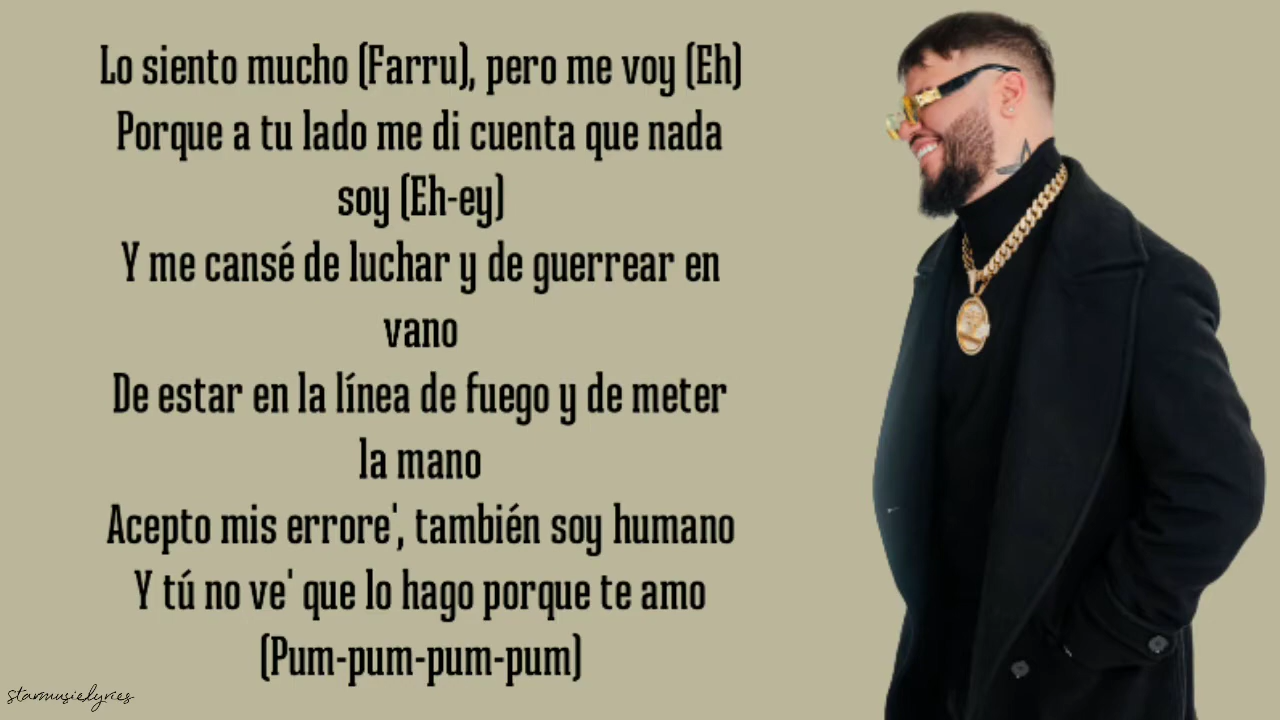 Lo siento mucho (Farru), pero me voy (Eh)
Porque a tu lado me di cuenta que nada
soy (Eh-ey)
Y me cansé de luchar y de guerrear en
vano
De estar en la línea de fuego y de meter
la mano
Acepto mis errore', también soy humano
Y tú no ve' que lo hago porque te amo
(Pum-pum-pum-pum)
starmusiclyrics